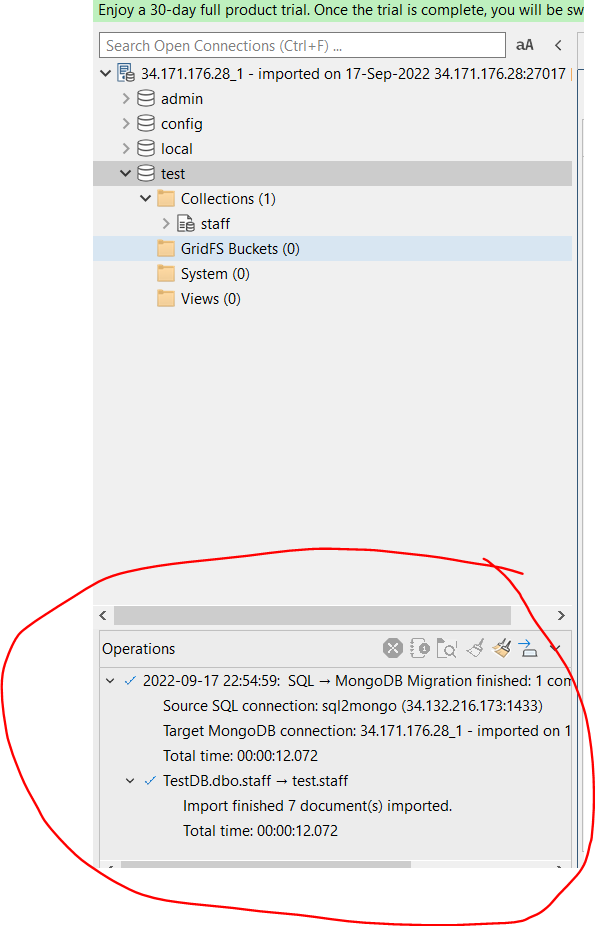 Enjoy a 30-day full product trial. Once the trial is complete, you will be sw
Search Open Connections (Ctrl+F) ... aA
34.171.176.28_1 - imported on 17-Sep-2022 34.171.176.28:27017
admin
config
local
test
Collections (1)
staff
GridFS Buckets (0)
System (0)
Views (0)
Operations
2022-09-17 22:54:59: SQL → MongoDB Migration finished: 1 com
Source SQL connection: sql2mongo (34.132.216.173:1433)
Target MongoDB connection: 34.171.176.28_1 - imported on 1
Total time: 00:00:12.072
TestDB.dbo.staff → test.staff
Import finished 7 document(s) imported.
Total time: 00:00:12.072